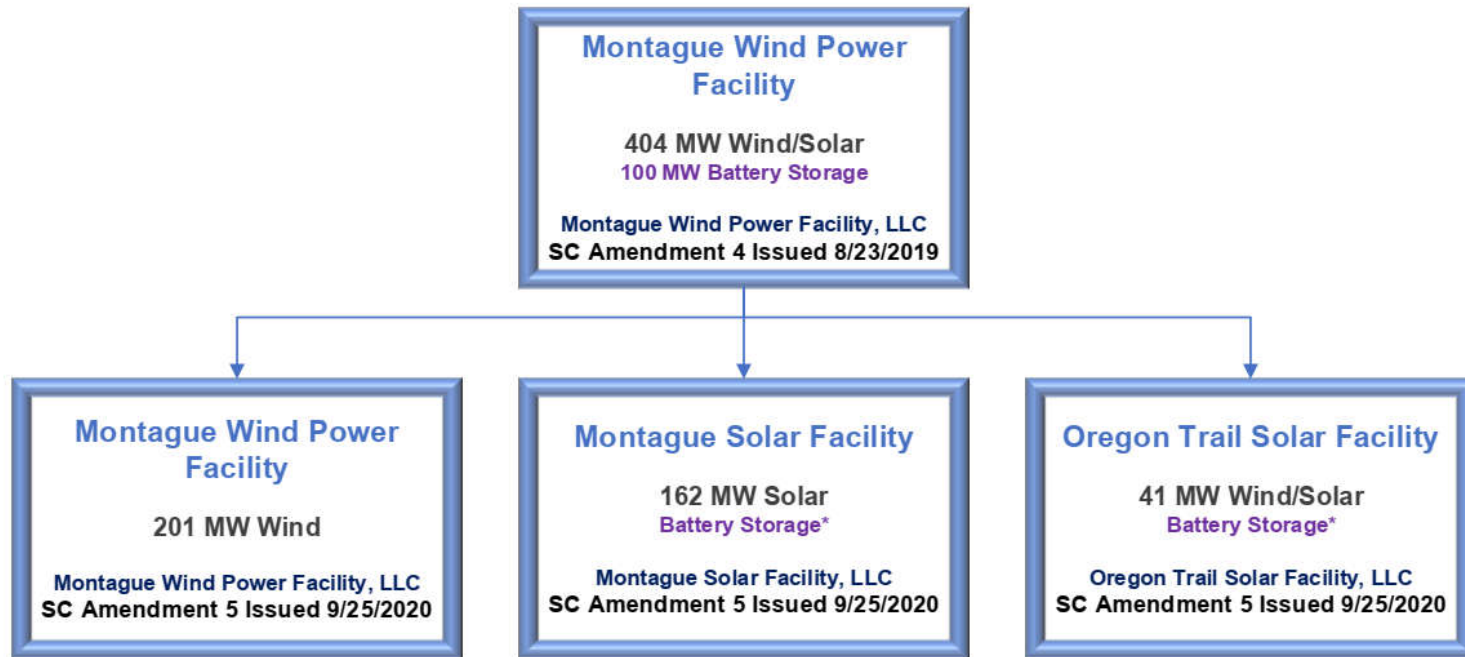 Montague Wind Power
Facility
404 MW Wind/Solar
100 MW Battery Storage
Montague Wind Power Facility, LLC
SC Amendment 4 Issued 8/23/2019
Montague Wind Power
Facility
201 MW Wind
Montague Wind Power Facility, LLC
SC Amendment 5 Issued 9/25/2020
Montague Solar Facility
162 MW Solar
Battery Storage*
Montague Solar Facility, LLC
SC Amendment 5 Issued 9/25/2020
Oregon Trail Solar Facility
41 MW Wind/Solar
Battery Storage*
Oregon Trail Solar Facility, LLC
SC Amendment 5 Issued 9/25/2020